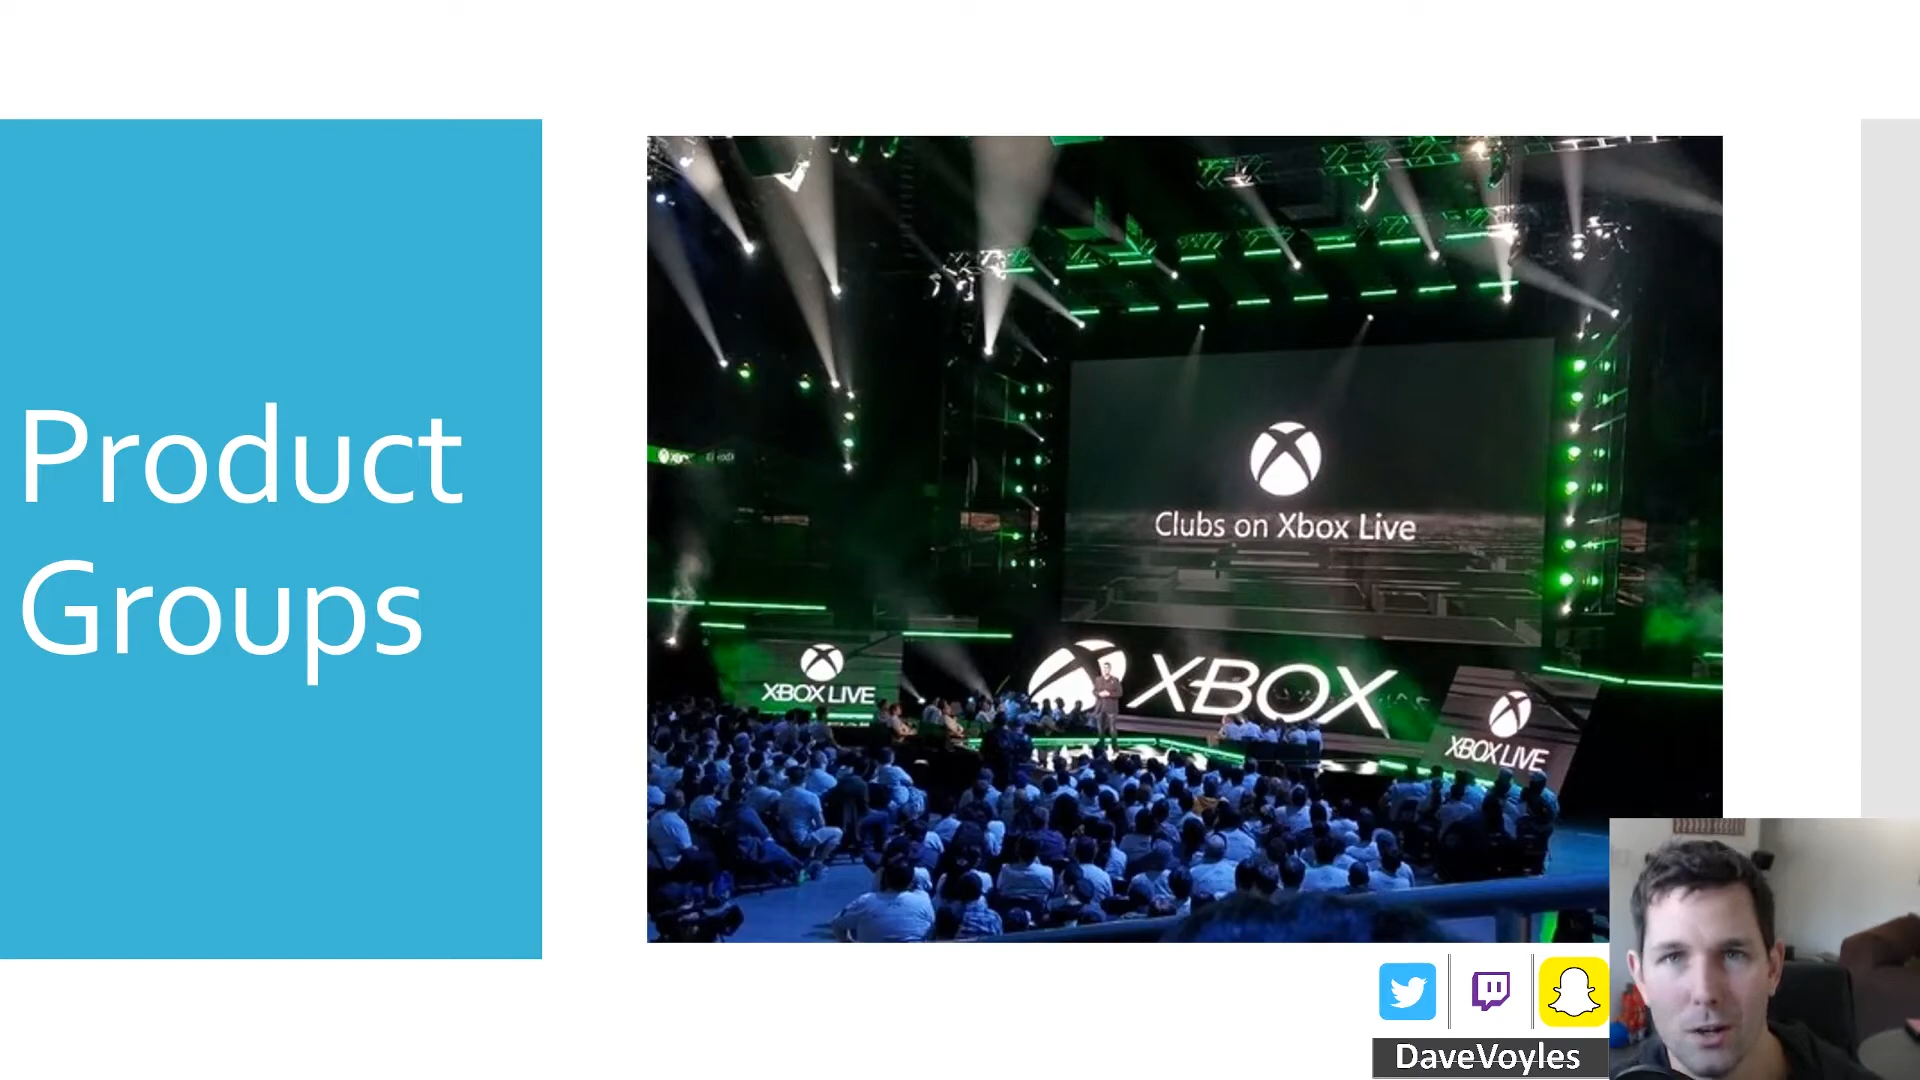 Product
Groups
Clubs on Xbox Live
XBOX LIVE
XBOX
XBOX LIVE
DaveVoyles